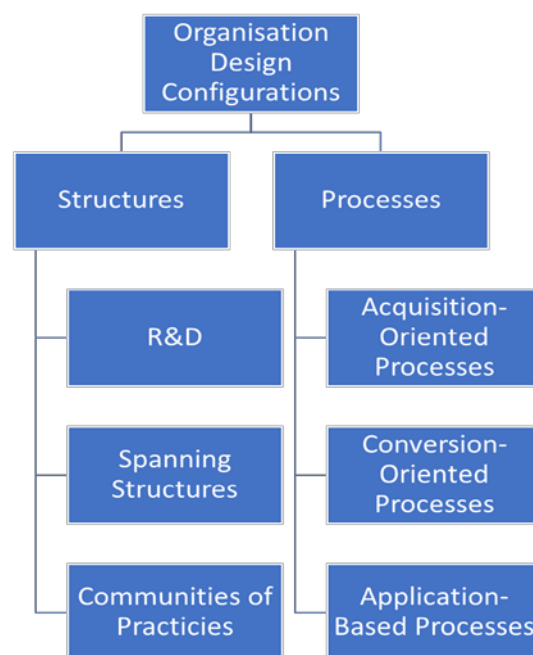 Organisation
Design
Configurations
Structures
Processes
R&D
Acquisition-
Oriented
Processes
Spanning
Structures
Conversion-
Oriented
Processes
Communities of
Practicies
Application-
Based Processes